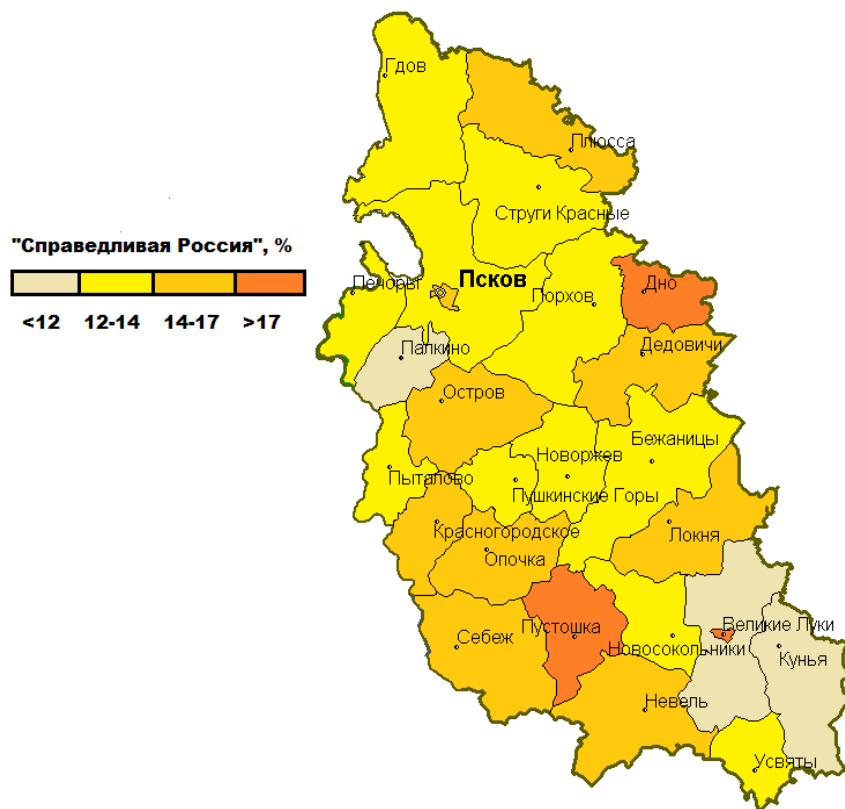 Гдов
Плюсса
Струги Красные
"Справедливая Россия", %
<12 12-14 14-17 >17
Псков
Печоры
Порхов
Дно
Палкино
Дедовичи
Остров
Бежаницы
Новоржев
Пыталово
Пушкинские Горы
Красногородское
Локня
Опочка
Великие Луки
Пустошка
Себеж
Новосокольники
Кунья
Невель
Усвяты